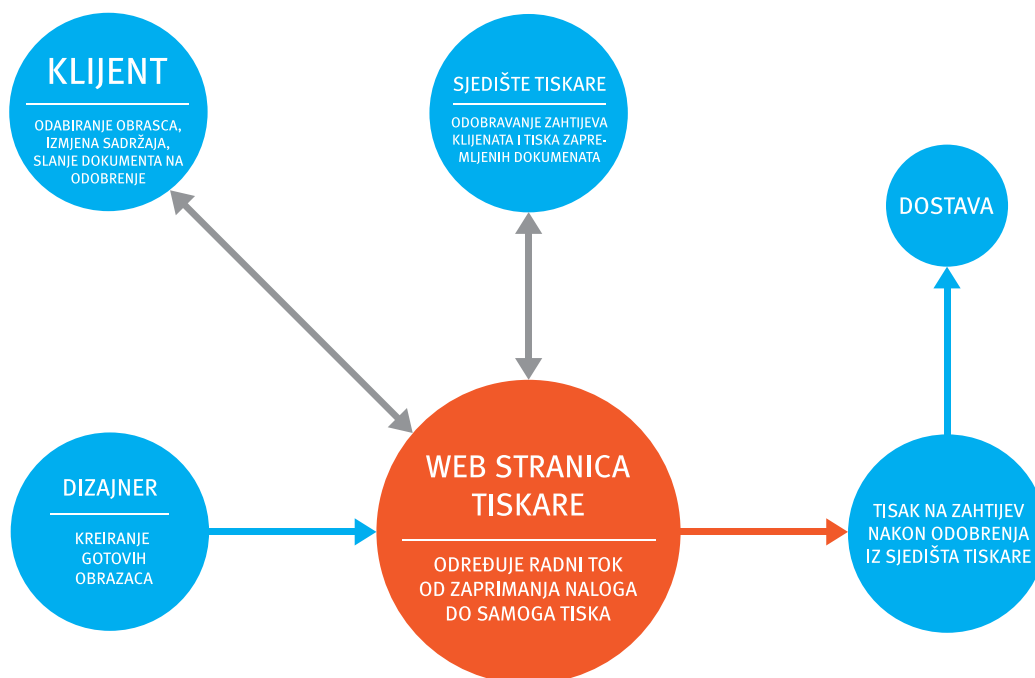 KLIJENT
ODABIRANJE OBRASCA,
IZMJENA SADRŽAJA,
SLANJE DOKUMENTA NA
ODOBRENJE
SJEDIŠTE TISKARE
ODOBRAVANJE ZAHTIJEVA
KLIJENATA I TISKA ZAPRE-
MLJENIH DOKUMENATA
DOSTAVA
DIZAJNER
KREIRANJE
GOTOVIH
OBRAZACA
WEB STRANICA
TISKARE
ODREĐUJE RADNI TOK
OD ZAPRIMANJA NALOGA
DO SAMOGA TISKA
TISAK NA ZAHTIJEV
NAKON ODOBRENJA
IZ SJEDIŠTA TISKARE